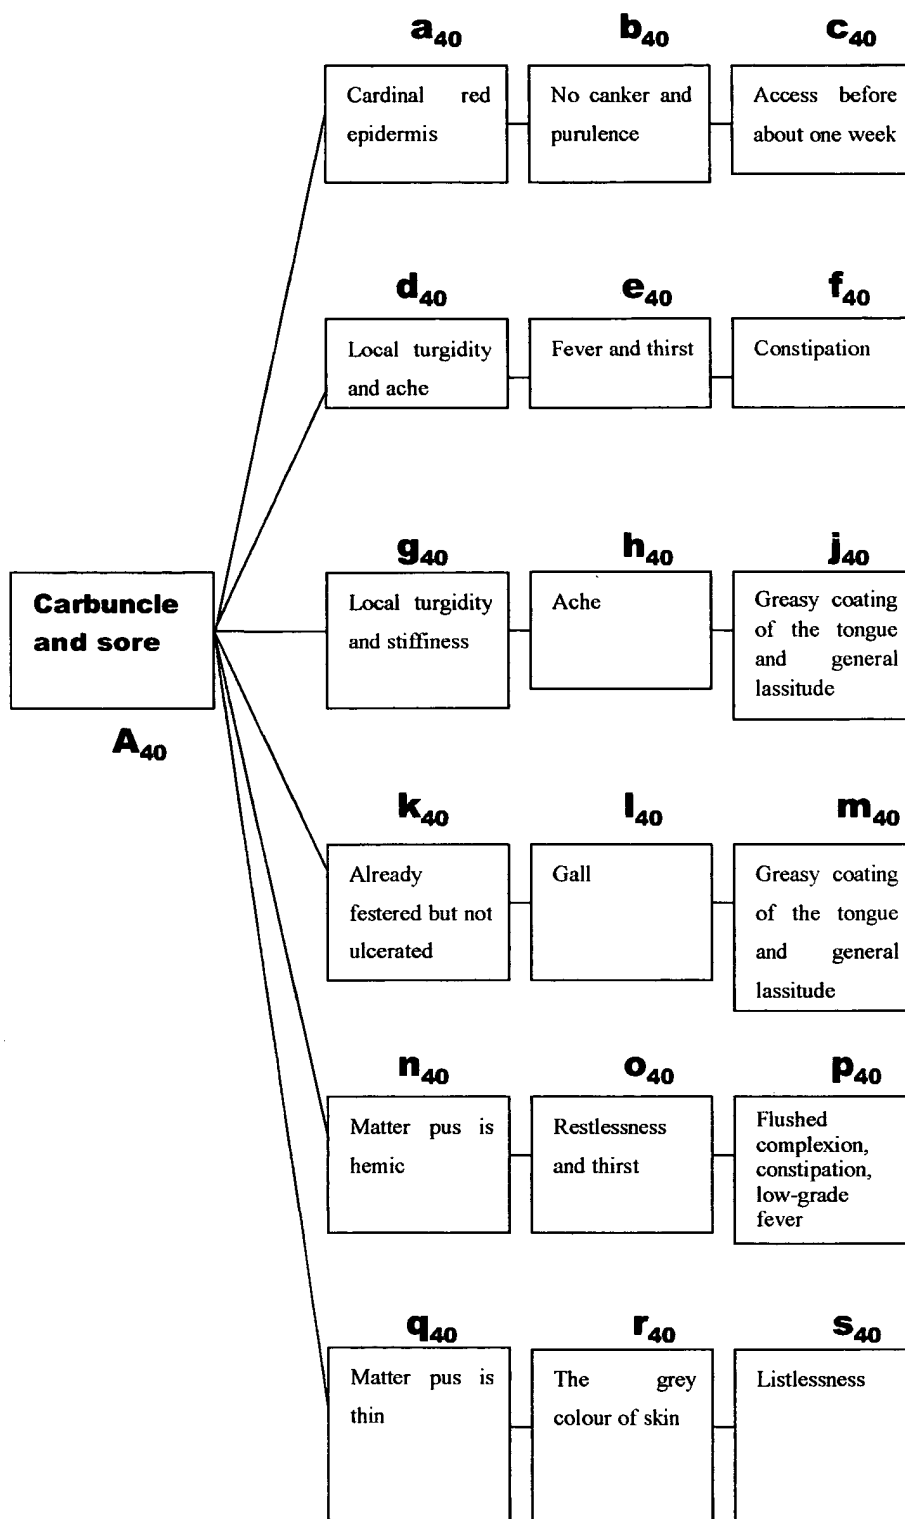 a40 b40 c40
Cardinal red
epidermis
No canker and
purulence
Access before
about one week
d40 e40 f40
Local turgidity
and ache
Fever and thirst
Constipation
g40 h40 j40
Carbuncle
and sore
A40
Local turgidity
and stiffiness
Ache
Greasy coating
of the tongue
and general
lassitude
k40 l40 m40
Already
festered but not
ulcerated
Gall
Greasy coating
of the tongue
and general
lassitude
n40 o40 p40
Matter pus is
hemic
Restlessness
and thirst
Flushed
complexion,
constipation,
low-grade
fever
q40 r40 s40
Matter pus is
thin
The grey
colour of skin
Listlessness